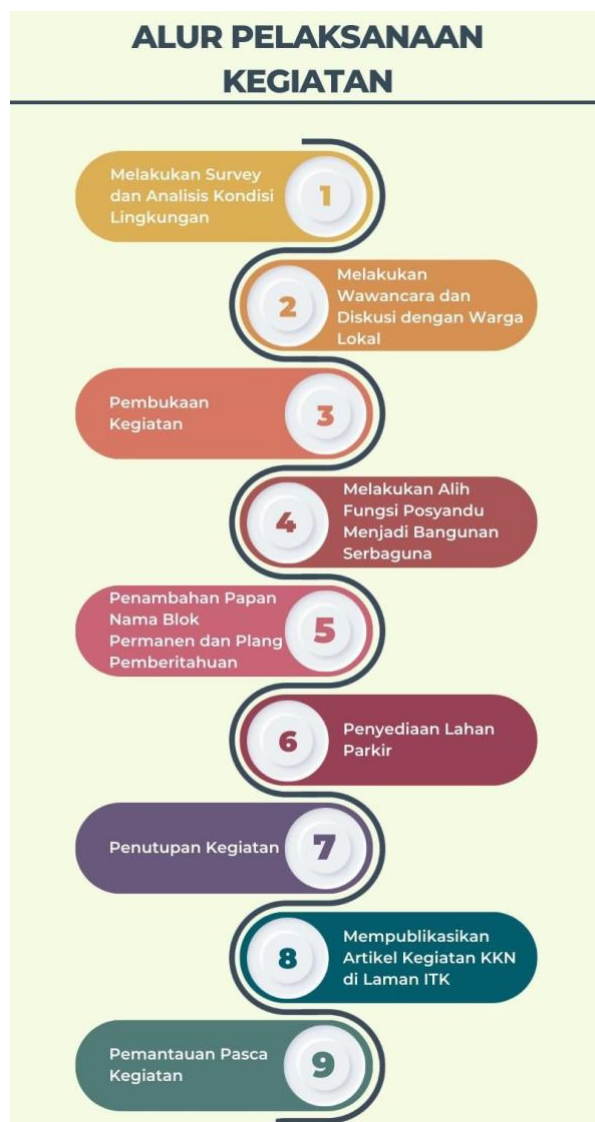 ALUR PELAKSANAAN
KEGIATAN
Melakukan Survey
dan Analisis Kondisi
Lingkungan
1
2
Melakukan
Wawancara dan
Diskusi dengan Warga
Lokal
Pembukaan
Kegiatan
3
4
Melakukan Alih
Fungsi Posyandu
Menjadi Bangunan
Serbaguna
Penambahan Papan
Nama Blok
Permanen dan Plang
Pemberitahuan
5
6
Penyediaan Lahan
Parkir
Penutupan Kegiatan
7
8
Mempublikasikan
Artikel Kegiatan KKN
di Laman ITK
Pemantauan Pasca
Kegiatan
9